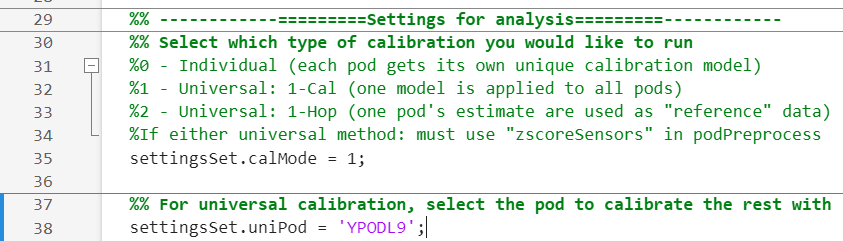 29 %% ------------=========Settings for analysis=========------------
30 %% Select which type of calibration you would like to run
31 %0 - Individual (each pod gets its own unique calibration model)
32 %1 - Universal: 1-Cal (one model is applied to all pods)
33 %2 - Universal: 1-Hop (one pod's estimate are used as "reference" data)
34 %If either universal method: must use "zscoreSensors" in podPreprocess
35 settingsSet.calMode = 1;
36
37 %% For universal calibration, select the pod to calibrate the rest with
38 settingsSet.uniPod = 'YPODL9';